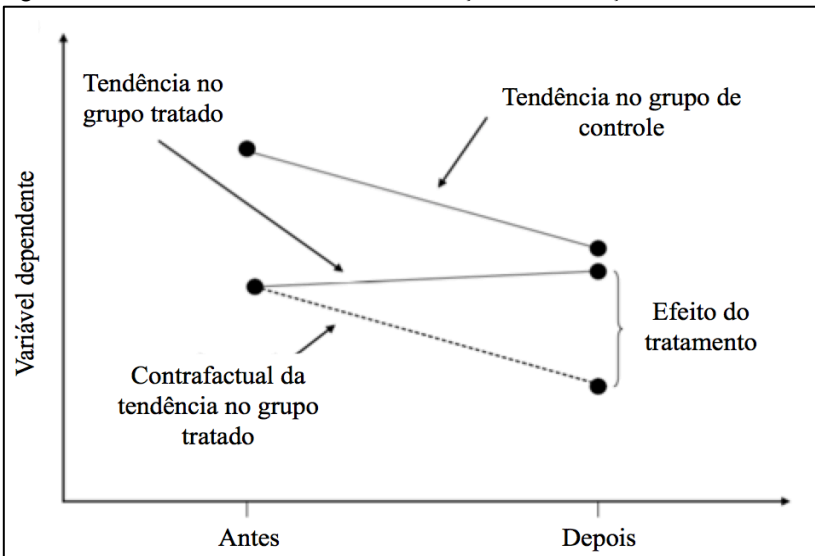 Tendência no
grupo tratado
Tendência no grupo de
controle
Variável dependente
Efeito do
tratamento
Contrafactual da
tendência no grupo
tratado
Antes
Depois